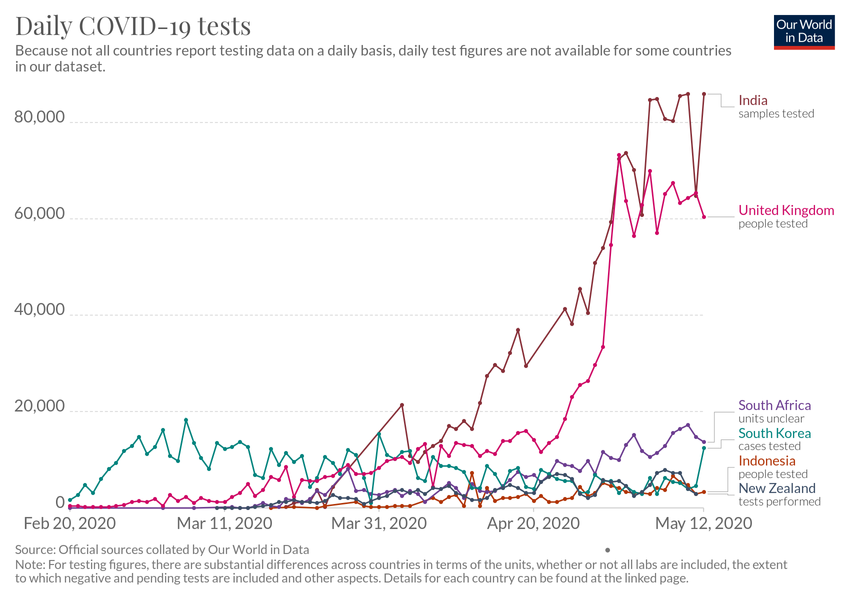 Daily COVID-19 tests
Our World
in Data
Because not all countries report testing data on a daily basis, daily test figures are not available for some countries
in our dataset.
80,000
60,000
40,000
20,000
0
India
samples tested
United Kingdom
people tested
South Africa
units unclear
South Korea
cases tested
Indonesia
people tested
New Zealand
tests performed
Feb 20, 2020
Mar 11, 2020
Mar 31, 2020
Apr 20, 2020
May 12, 2020
Source: Official sources collated by Our World in Data
Note: For testing figures, there are substantial differences across countries in terms of the units, whether or not all labs are included, the extent
to which negative and pending tests are included and other aspects. Details for each country can be found at the linked page.